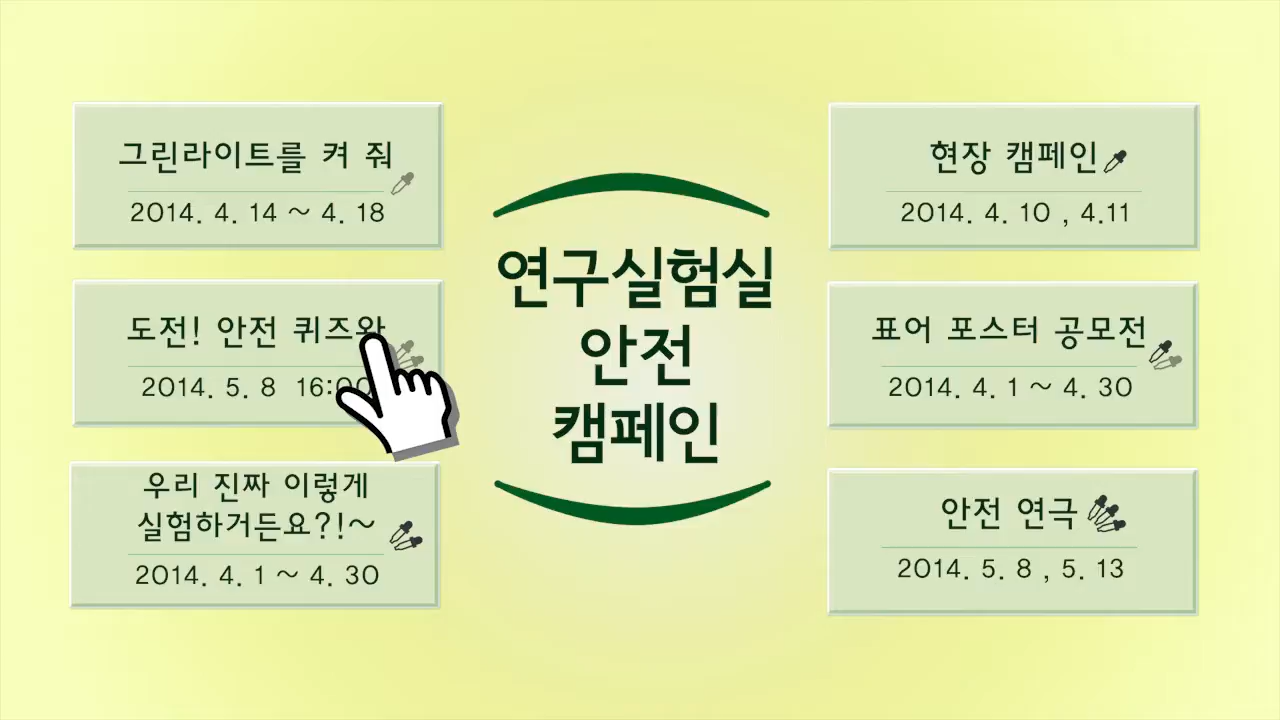 그린라이트를 켜 줘
2014. 4. 14 ~ 4. 18
도전! 안전 퀴즈왕
2014. 5. 8 16:00
우리 진짜 이렇게
실험하거든요?!~
2014. 4. 1 ~ 4. 30
연구실험실
안전
캠페인
현장 캠페인
2014. 4. 10 , 4.11
표어 포스터 공모전
2014. 4. 1 ~ 4. 30
안전 연극
2014. 5. 8 , 5. 13